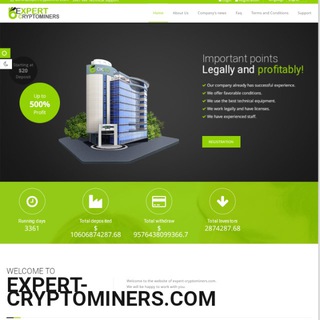 EXPERT
CRYPTOMINERS
Home
About Us
Company's news
Faq
Terms and Conditions
Support
Starting at
$20
Deposit
Up to
500%
Profit
Important points
Legally and profitably!
Our company already has successful experience.
We offer favorable conditions.
We use the best technical equipment.
We work legally and have licenses.
We have experienced staff.
REGISTRATION
Running days
3361
Total deposited
$
10606874287.68
Total withdrew
$
9576438099366.7
Total Investors
2874287.68
WELCOME TO
EXPERT-
CRYPTOMINERS.COM
Welcome to the website of expert-cryptominers.com
We will be happy to work with you